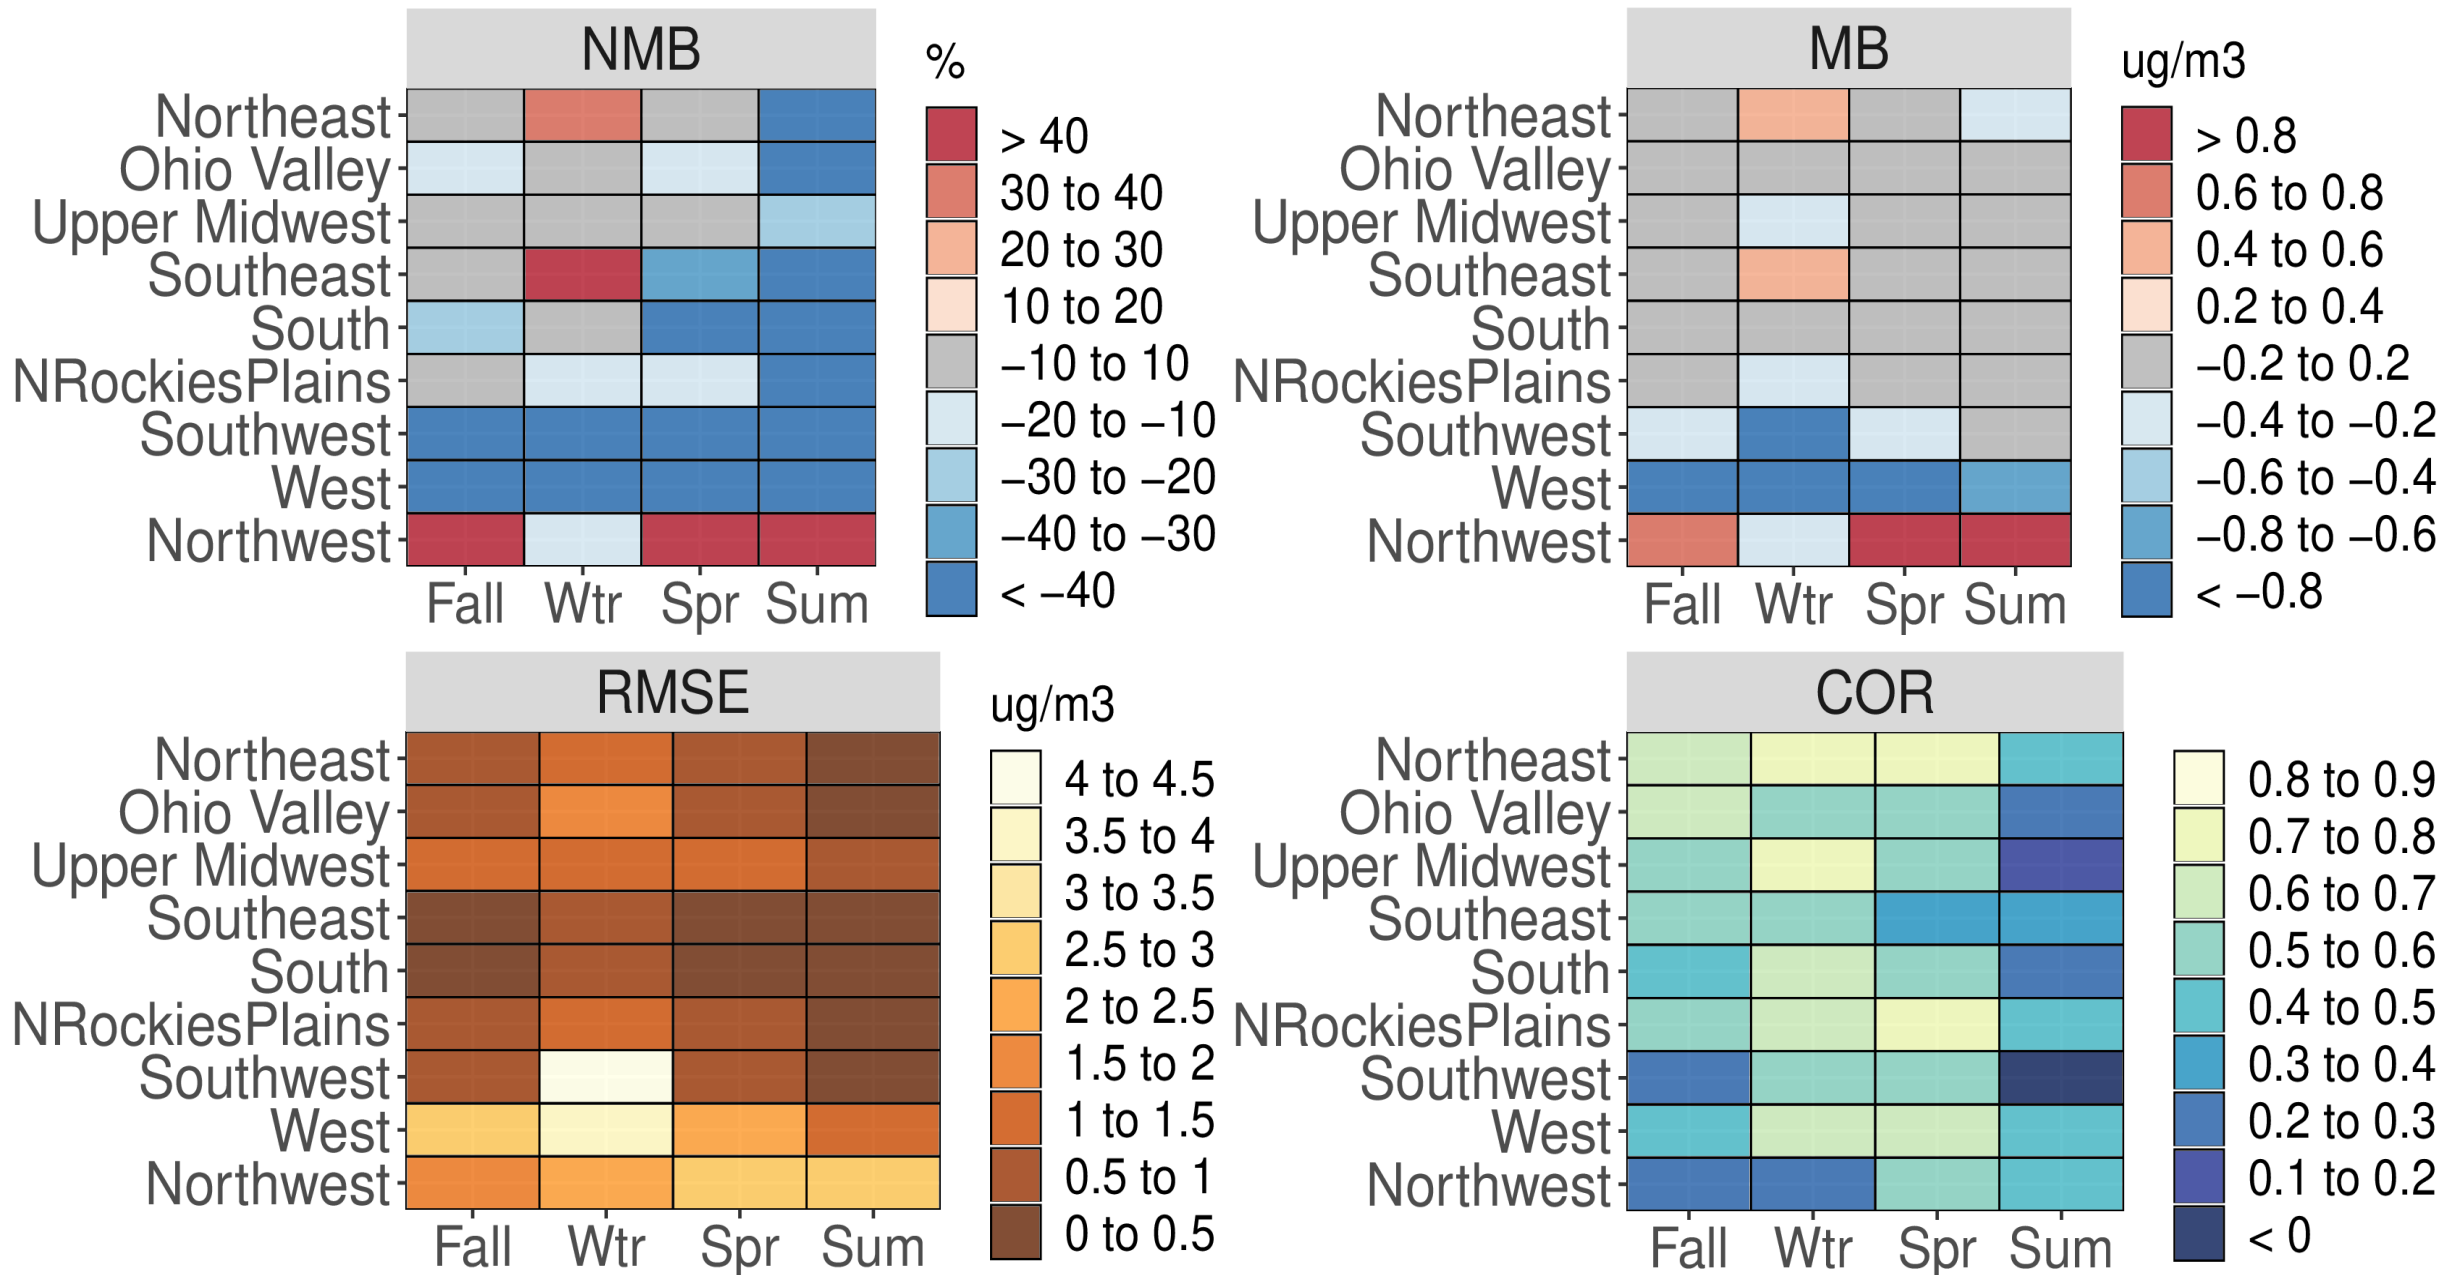 NMB
%
Northeast
Ohio Valley
Upper Midwest
Southeast
South
NRockiesPlains
Southwest
West
Northwest
Fall Wtr Spr Sum
> 40
30 to 40
20 to 30
10 to 20
−10 to 10
−20 to −10
−30 to −20
−40 to −30
< −40
MB
ug/m3
Northeast
Ohio Valley
Upper Midwest
Southeast
South
NRockiesPlains
Southwest
West
Northwest
Fall Wtr Spr Sum
> 0.8
0.6 to 0.8
0.4 to 0.6
0.2 to 0.4
−0.2 to 0.2
−0.4 to −0.2
−0.6 to −0.4
−0.8 to −0.6
< −0.8
RMSE
ug/m3
Northeast
Ohio Valley
Upper Midwest
Southeast
South
NRockiesPlains
Southwest
West
Northwest
Fall Wtr Spr Sum
4 to 4.5
3.5 to 4
3 to 3.5
2.5 to 3
2 to 2.5
1.5 to 2
1 to 1.5
0.5 to 1
0 to 0.5
COR
Northeast
Ohio Valley
Upper Midwest
Southeast
South
NRockiesPlains
Southwest
West
Northwest
Fall Wtr Spr Sum
0.8 to 0.9
0.7 to 0.8
0.6 to 0.7
0.5 to 0.6
0.4 to 0.5
0.3 to 0.4
0.2 to 0.3
0.1 to 0.2
< 0